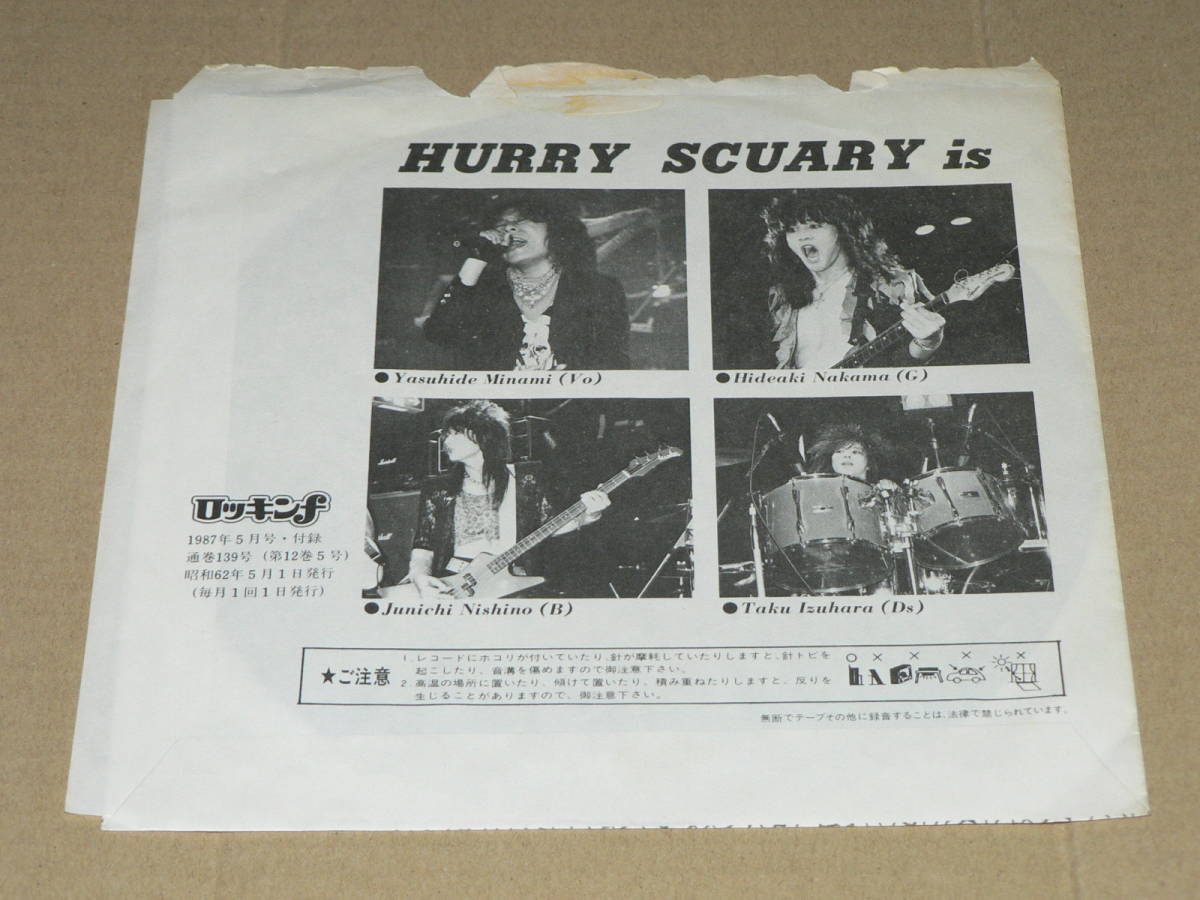 HURRY SCUARY is
●Yasuhide Minami (Vo)
●Hideaki Nakama (G)
●Junichi Nishino (B)
●Taku Izuhara (Ds)
ロッキンf
1987年5月号・付録
通巻139号(第12巻5号)
昭和62年5月1日発行
(毎月1回1日発行)
★ご注意
1.レコードにホコリが付いていたり、針が摩耗していたりしますと、針トビを
起こしたり、音溝を傷めますので御注意下さい。
2.高温の場所に置いたり、傾けて置いたり、積み重ねたりしますと、反りを
生じることがありますので、御注意下さい。
○ × × × ×
無断でテープその他に録音することは、法律で禁じられています。